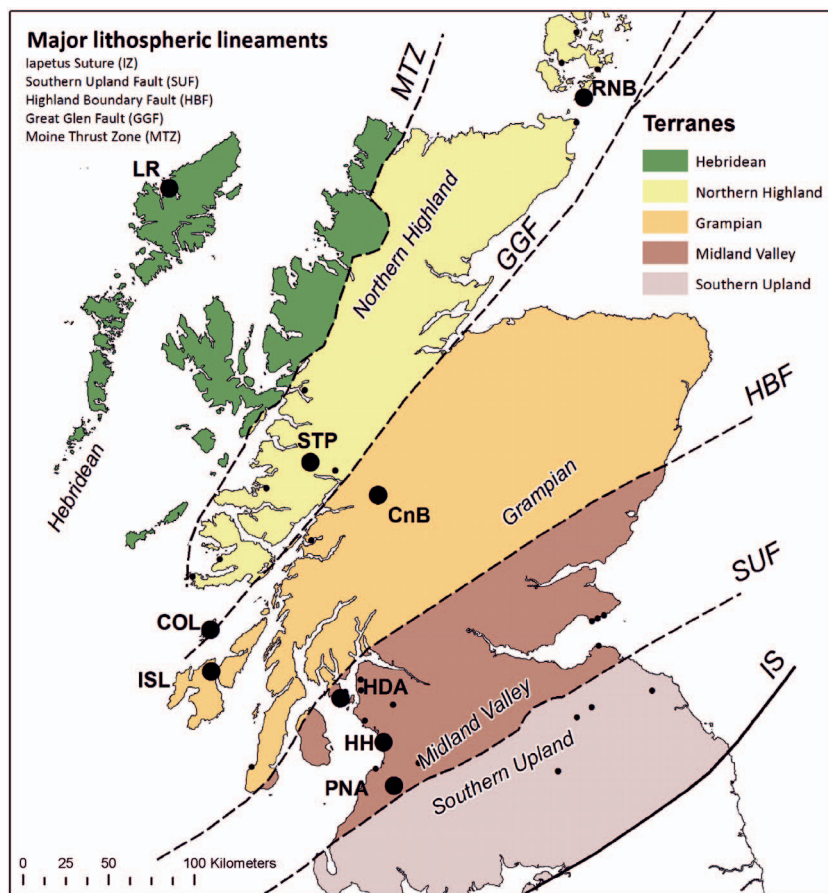 Major lithospheric lineaments
Iapetus Suture (IZ)
Southern Upland Fault (SUF)
Highland Boundary Fault (HBF)
Great Glen Fault (GGF)
Moine Thrust Zone (MTZ)
MTZ
RNB
Terranes
Hebridean
Northern Highland
Grampian
Midland Valley
Southern Upland
LR
Northern Highland
GGF
HBF
STP
Hebridean
CnB
Grampian
SUF
COL
ISL
HDA
IS
HH
Midland Valley
PNA
Southern Upland
0 25 50 100 Kilometers